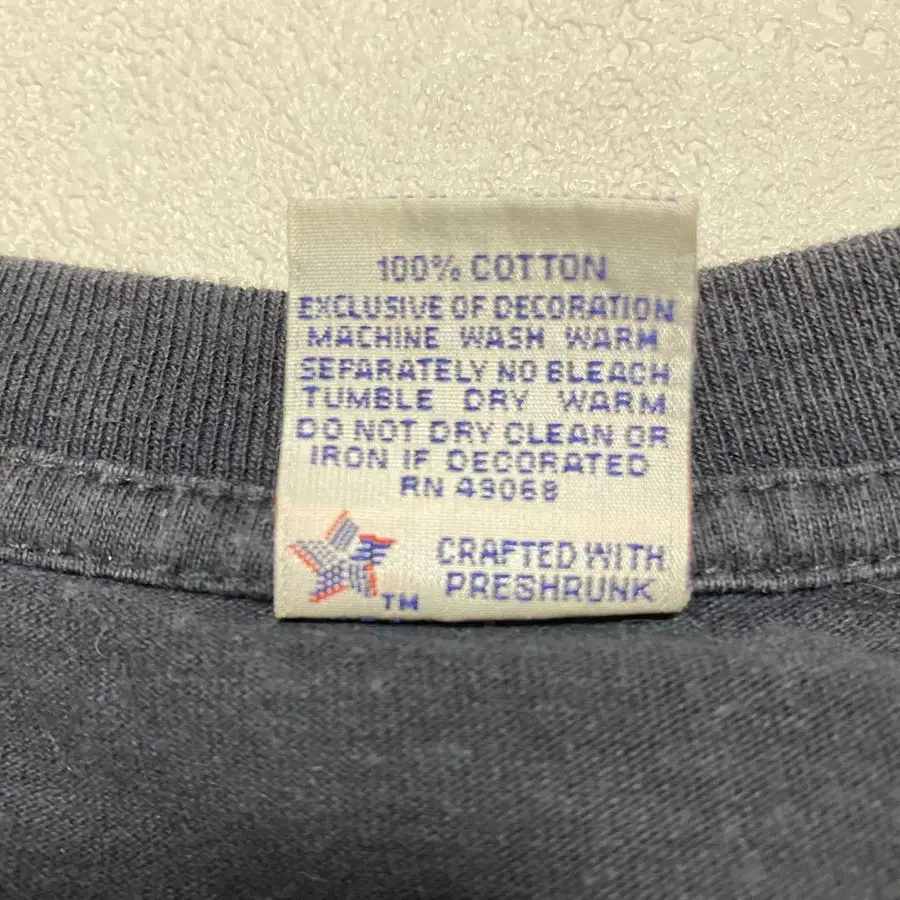 100% COTTON
EXCLUSIVE OF DECORATION
MACHINE WASH WARM
SEPARATELY NO BLEACH
TUMBLE DRY WARM
DO NOT DRY CLEAN OR
IRON IF DECORATED
RN 49068
CRAFTED WITH
PRESHRUNK
TM